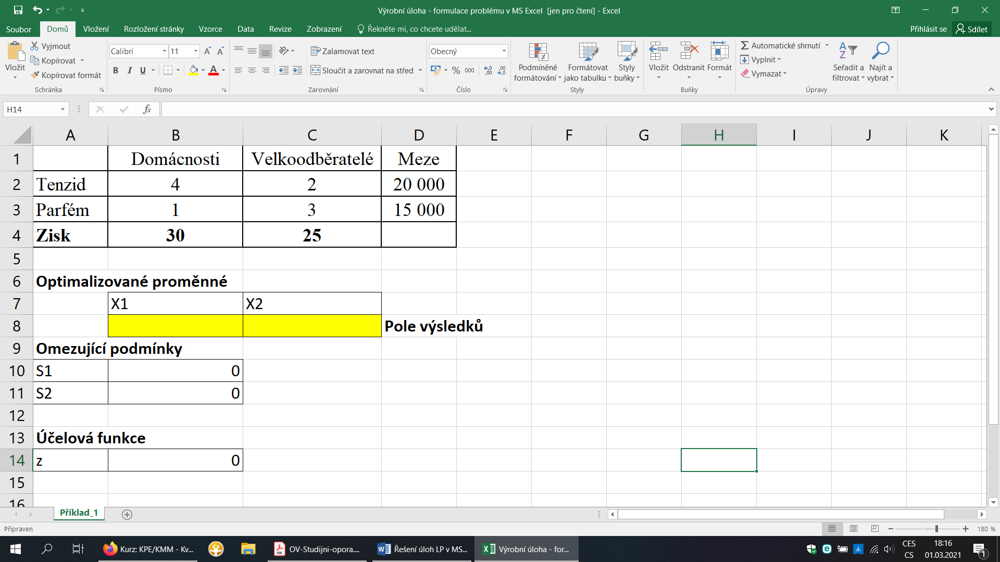 Výrobní úloha - formulace problému v MS Excel  [jen pro čtení] - Excel
Soubor Domů Vložení Rozložení stránky Vzorce Data Revize Zobrazení Řekněte mi, co chcete udělat... Přihlásit se Sdílet
Vložit
Vyjmout
Kopírovat
Kopírovat formát
Schránka
Calibri 11
B I U A
Písmo
Zalamovat text
Sloučit a zarovnat na střed
Zarovnání
Obecný
% 000
Číslo
Podmíněné formátování
Formátovat jako tabulku
Styly buňky
Styly
Vložit Odstranit Formát
Buňky
Automatické shrnutí
Vyplnit
Vymazat
Seřadit a filtrovat
Najít a vybrat
Úpravy
H14 fx
A B C D E F G H I J K
1 Domácnosti Velkoodběratelé Meze
2 Tenzid 4 2 20 000
3 Parfém 1 3 15 000
4 Zisk 30 25
5
6 Optimalizované proměnné
7 X1 X2
8 Pole výsledků
9 Omezující podmínky
10 S1 0
11 S2 0
12
13 Účelová funkce
14 z 0
15
16
Příklad_1
Připraven 180 %
Kurz: KPE/KMM - Kv... OV-Studijni-opora.... Řešení úloh LP v MS... Výrobní úloha - for...
CES
CS
18:16
01.03.2021
1